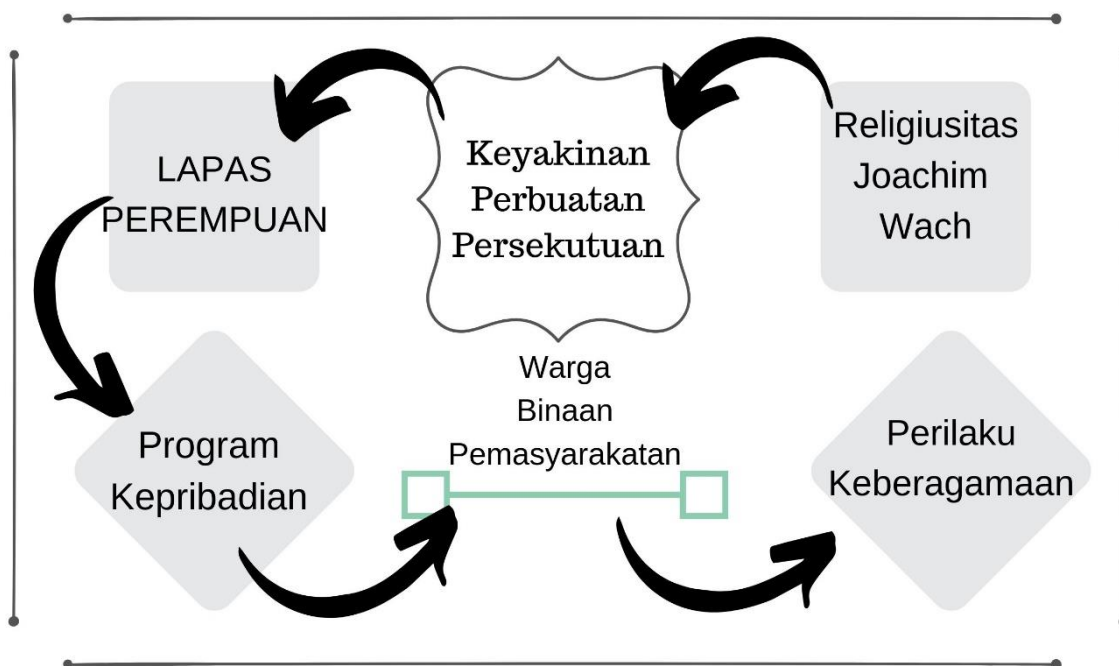 LAPAS
PEREMPUAN
Keyakinan
Perbuatan
Persekutuan
Religiusitas
Joachim
Wach
Program
Kepribadian
Warga
Binaan
Pemasyarakatan
Perilaku
Keberagamaan